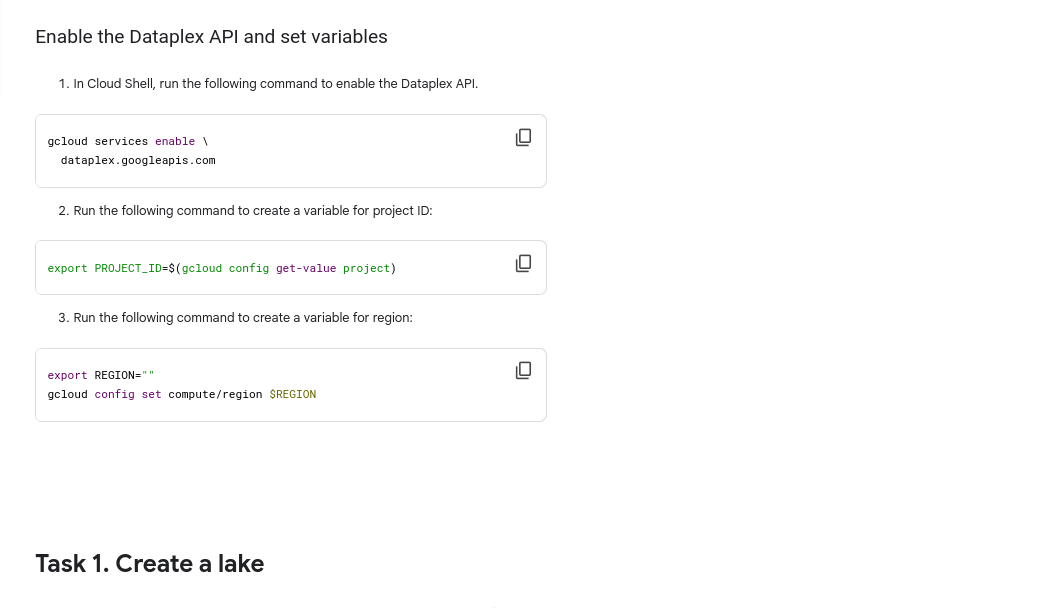 Enable the Dataplex API and set variables
1. In Cloud Shell, run the following command to enable the Dataplex API.
gcloud services enable \
  dataplex.googleapis.com
2. Run the following command to create a variable for project ID:
export PROJECT_ID=$(gcloud config get-value project)
3. Run the following command to create a variable for region:
export REGION=""
gcloud config set compute/region $REGION
Task 1. Create a lake